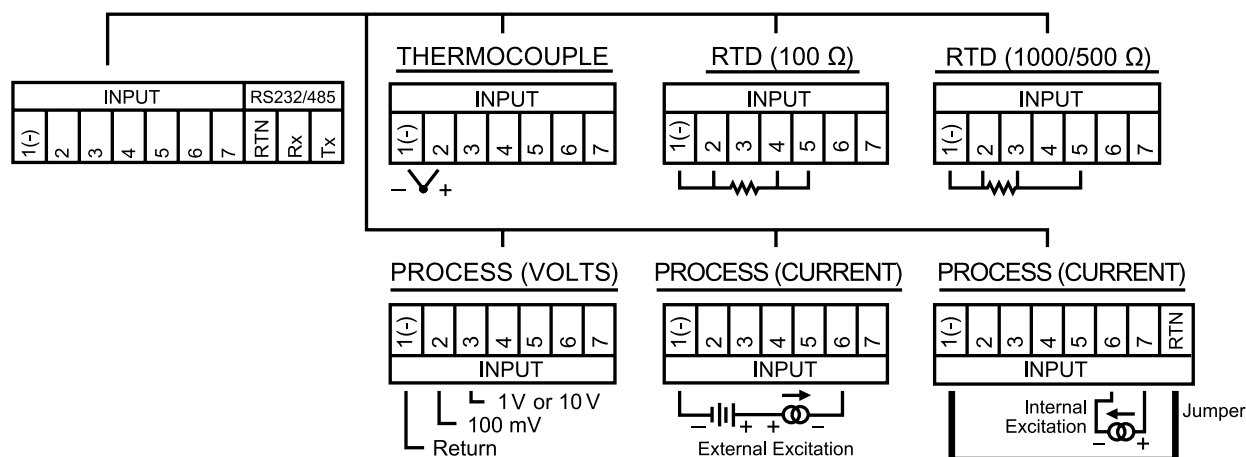 THERMOCOUPLE
RTD (100 Ω)
RTD (1000/500 Ω)
INPUT RS232/485
1(-) 2 3 4 5 6 7 RTN Rx Tx
INPUT
1(-) 2 3 4 5 6 7
– +
INPUT
1(-) 2 3 4 5 6 7
INPUT
1(-) 2 3 4 5 6 7
PROCESS (VOLTS)
PROCESS (CURRENT)
PROCESS (CURRENT)
1(-) 2 3 4 5 6 7
INPUT
1 V or 10 V
100 mV
Return
1(-) 2 3 4 5 6 7
INPUT
– + + –
External Excitation
1(-) 2 3 4 5 6 7 RTN
INPUT
Internal
Excitation
– +
Jumper